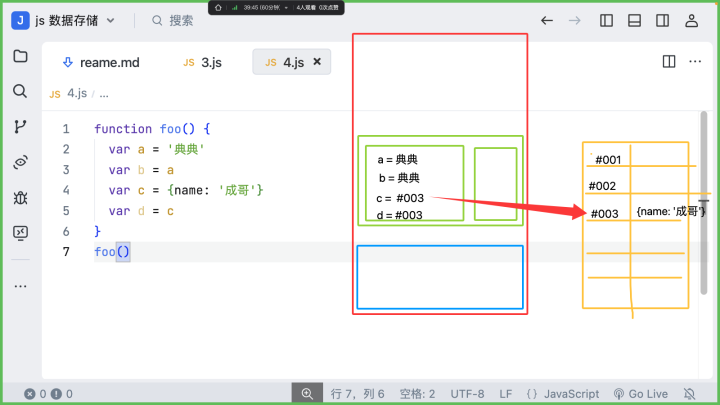 39:45 (60分钟) 4人观看 0次点赞
J js 数据存储 搜索
reame.md JS 3.js JS 4.js ×
JS 4.js / ...
1 function foo() {
2 var a = '典典'
3 var b = a
4 var c = {name: '成哥'}
5 var d = c
6 }
7 foo()
a = 典典
b = 典典
c = #003
d = #003
#001
#002
#003 {name: '成哥'}
0 0 行 7，列 6 空格: 2 UTF-8 LF {} JavaScript Go Live